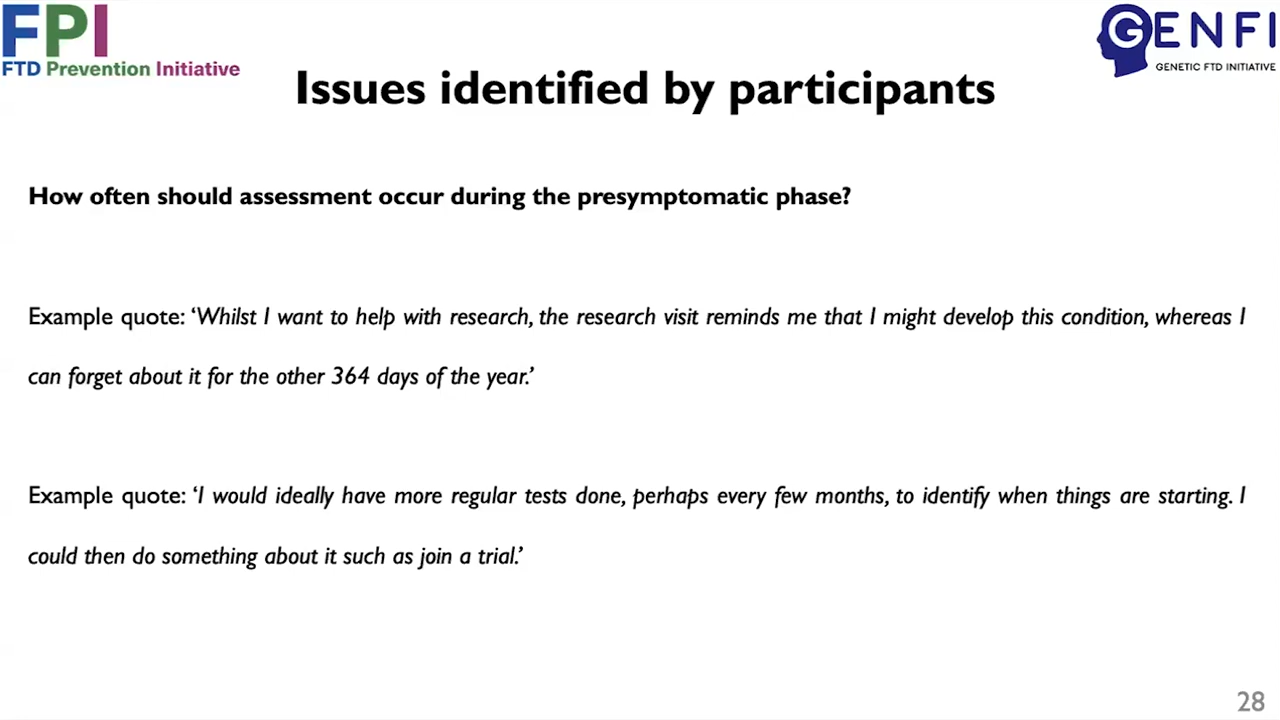 FPI
FTD Prevention Initiative
GENFI
GENETIC FTD INITIATIVE
Issues identified by participants
How often should assessment occur during the presymptomatic phase?
Example quote: ‘Whilst I want to help with research, the research visit reminds me that I might develop this condition, whereas I
can forget about it for the other 364 days of the year.’
Example quote: ‘I would ideally have more regular tests done, perhaps every few months, to identify when things are starting. I
could then do something about it such as join a trial.’
28